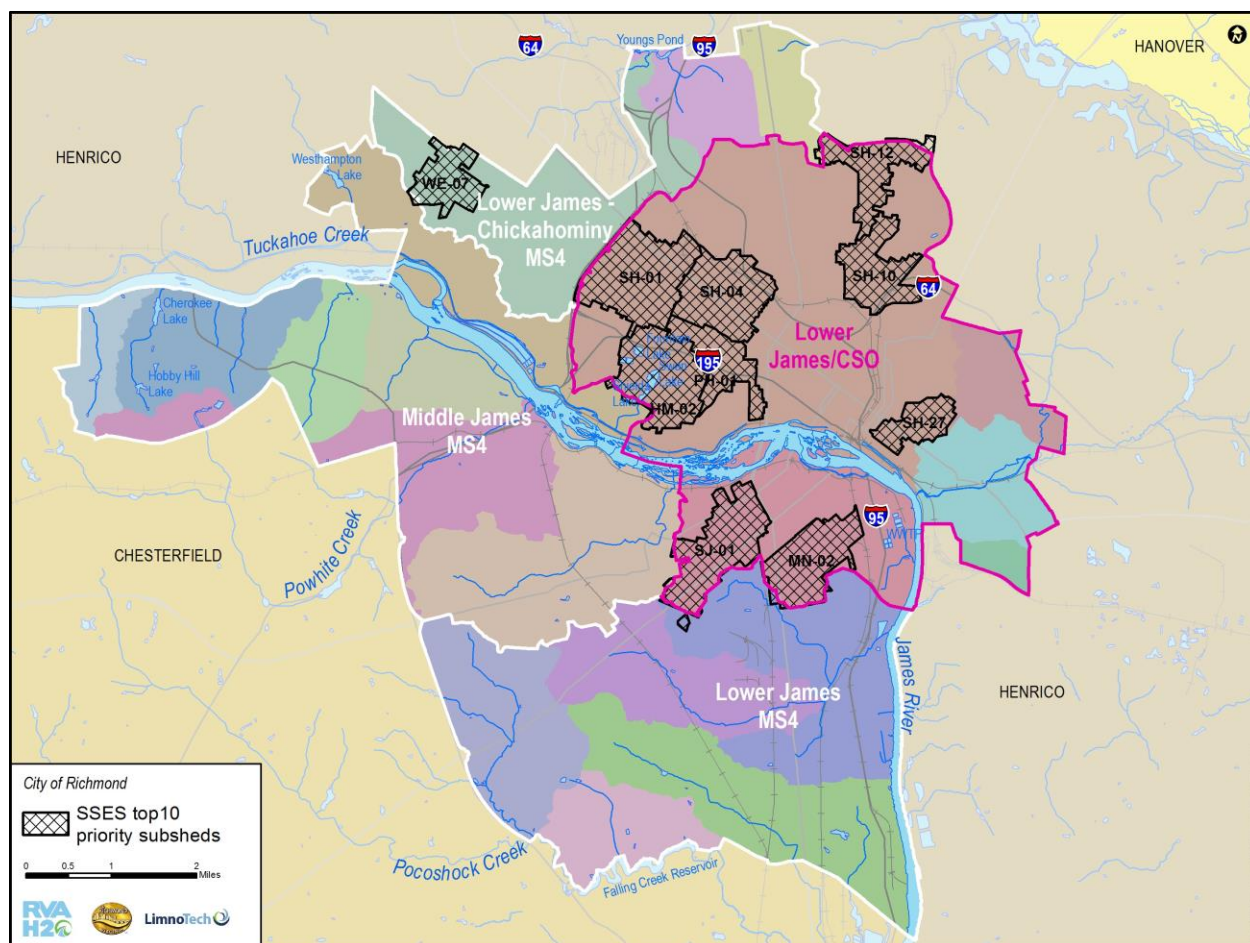 Youngs Pond
64
95
HANOVER
N
HENRICO
Westhampton
Lake
WE-07
SH-12
Lower James -
Chickahominy
MS4
Tuckahoe Creek
SH-01
SH-04
SH-10
64
Cherokee
Lake
Lower
James/CSO
195
Lake
Lake
PH-01
Hobby Hill
Lake
HM-02
Middle James
MS4
SH-27
95
WWTP
CHESTERFIELD
Powhite Creek
SJ-01
MN-02
James River
Lower James
MS4
HENRICO
City of Richmond
SSES top10
priority subsheds
0 0.5 1 2
Miles
Pocoshock Creek
Falling Creek Reservoir
RVA
H2O
LimnoTech